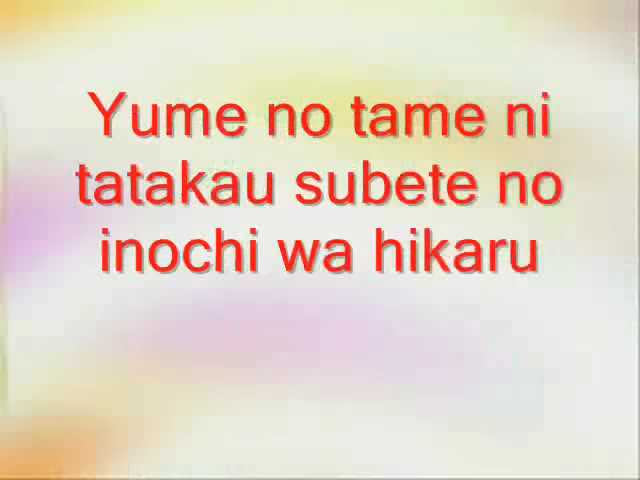 Yume no tame ni
tatakau subete no
inochi wa hikaru